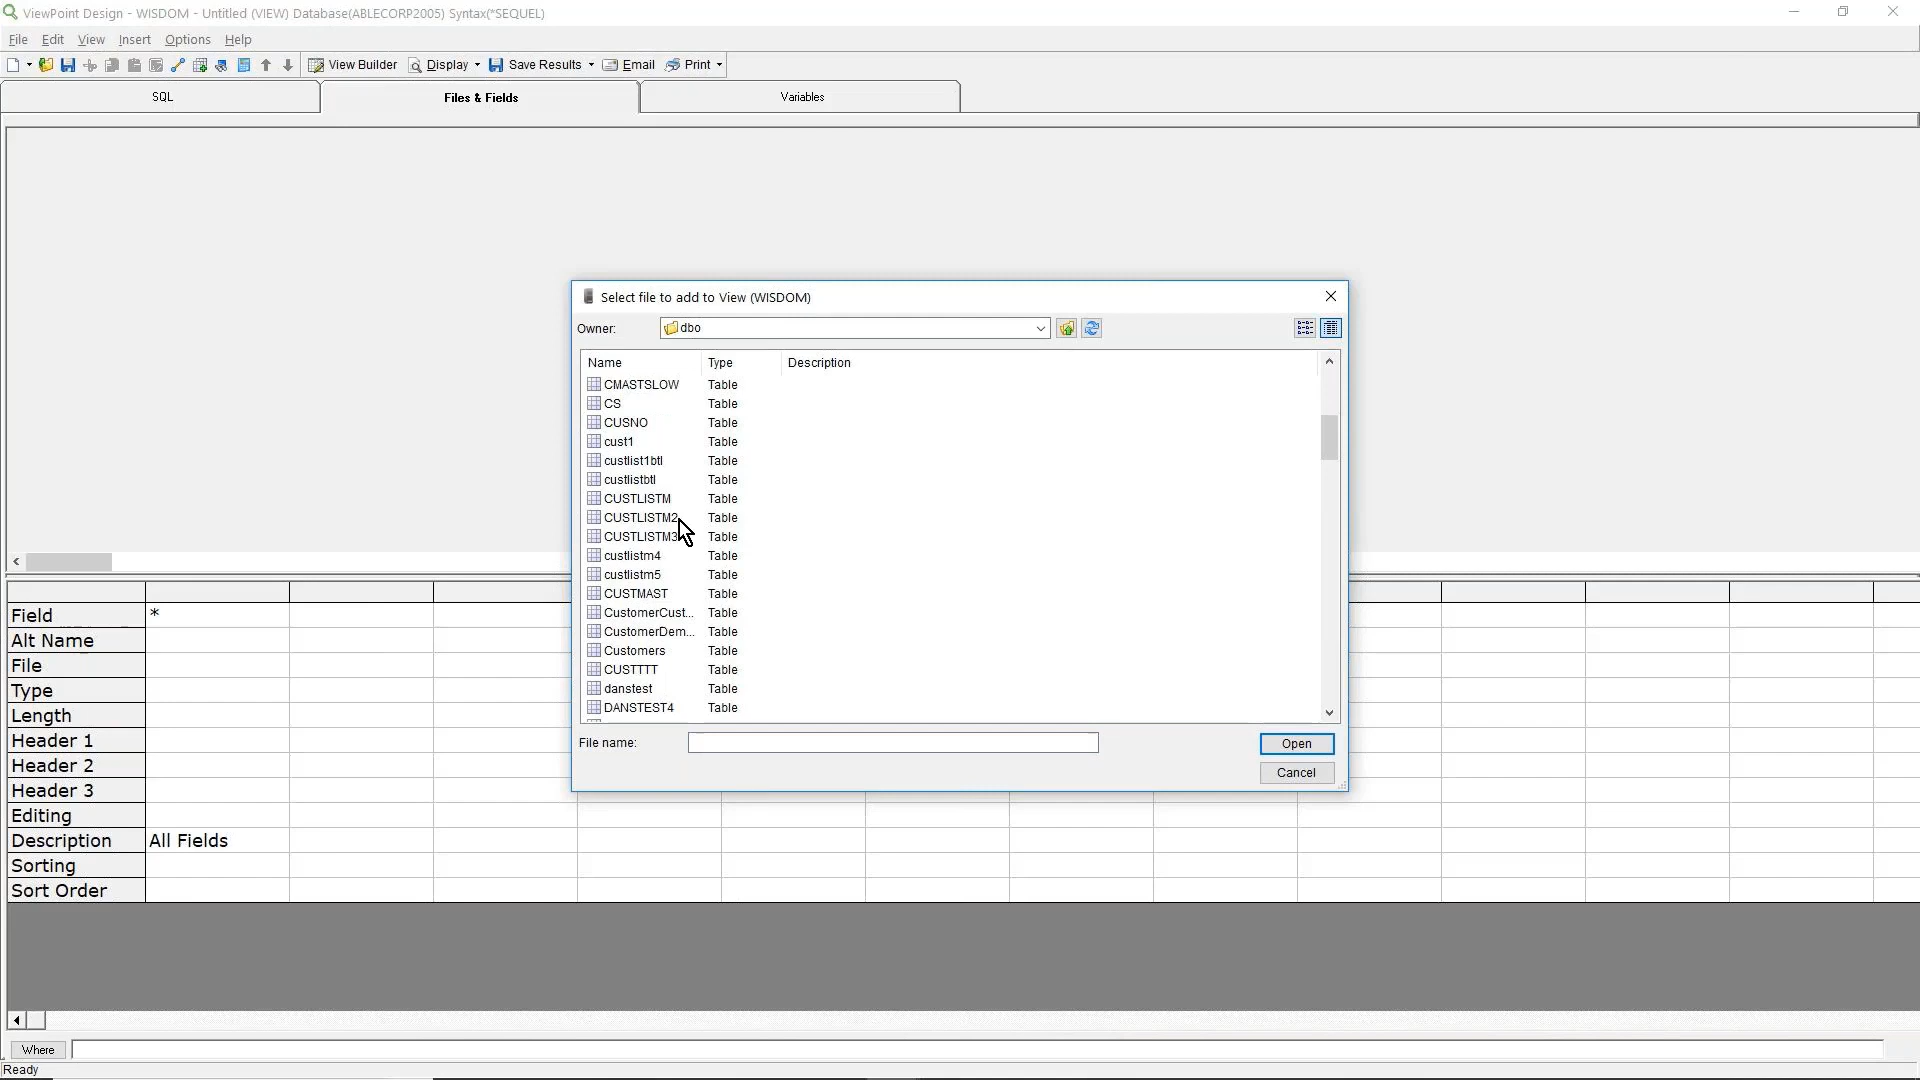 ViewPoint Design - WISDOM - Untitled (VIEW) Database(ABLECORP2005) Syntax(*SEQUEL)
File Edit View Insert Options Help
View Builder Display Save Results Email Print
SQL Files & Fields Variables
Select file to add to View (WISDOM)
Owner: dbo
Name Type Description
CMASTSLOW Table
CS Table
CUSNO Table
cust1 Table
custlist1btl Table
custlistbtl Table
CUSTLISTM Table
CUSTLISTM2 Table
CUSTLISTM3 Table
custlistm4 Table
custlistm5 Table
CUSTMAST Table
CustomerCust... Table
CustomerDem... Table
Customers Table
CUSTTTT Table
danstest Table
DANSTEST4 Table
File name:
Open
Cancel
Field *
Alt Name
File
Type
Length
Header 1
Header 2
Header 3
Editing
Description All Fields
Sorting
Sort Order
Where
Ready